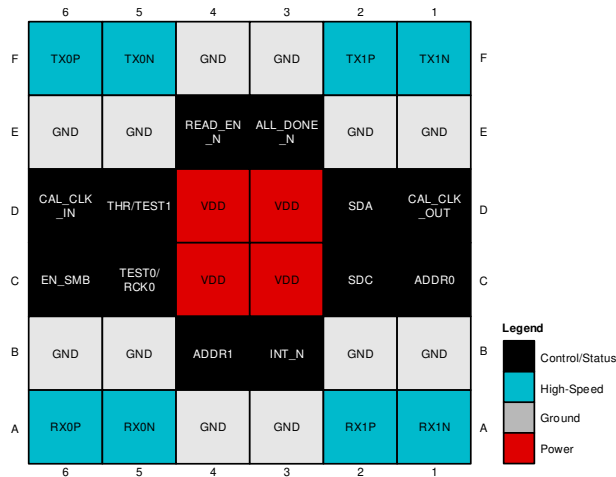 6 5 4 3 2 1
F TX0P TX0N GND GND TX1P TX1N F
E GND GND READ_EN
_N ALL_DONE
_N GND GND E
D CAL_CLK
_IN THR/TEST1 VDD VDD SDA CAL_CLK
_OUT D
C EN_SMB TEST0/
RCK0 VDD VDD SDC ADDR0 C
B GND GND ADDR1 INT_N GND GND B
A RX0P RX0N GND GND RX1P RX1N A
6 5 4 3 2 1
Legend
Control/Status
High-Speed
Ground
Power